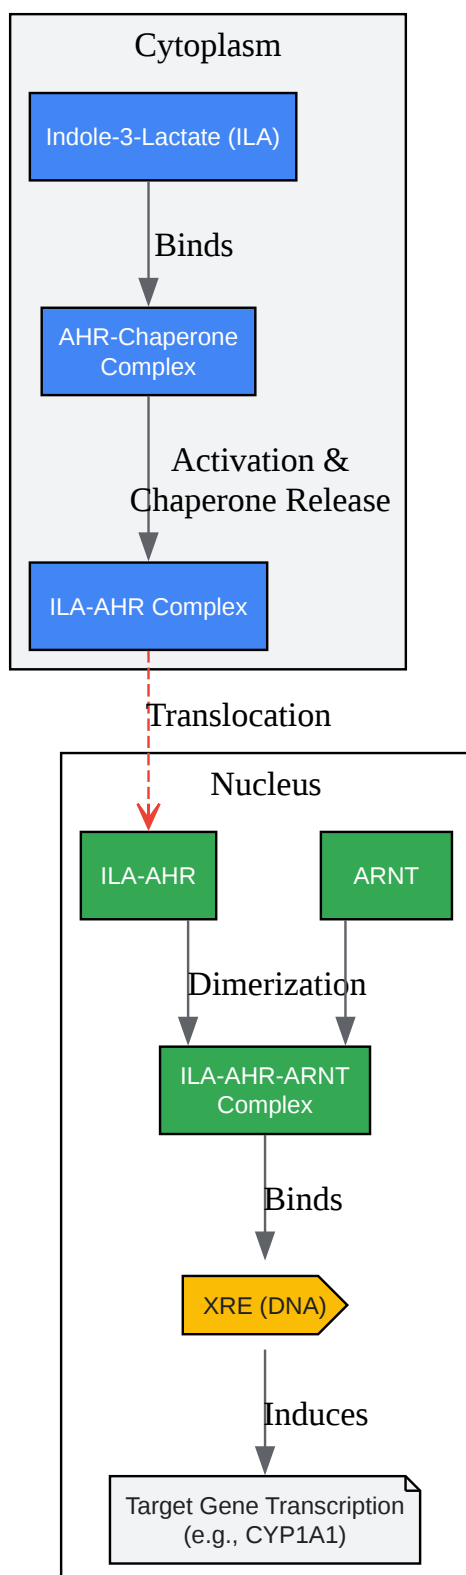 Cytoplasm
Indole-3-Lactate (ILA)
Binds
AHR-Chaperone
Complex
Activation &
Chaperone Release
ILA-AHR Complex
Translocation
Nucleus
ILA-AHR
ARNT
Dimerization
ILA-AHR-ARNT
Complex
Binds
XRE (DNA)
Induces
Target Gene Transcription
(e.g., CYP1A1)